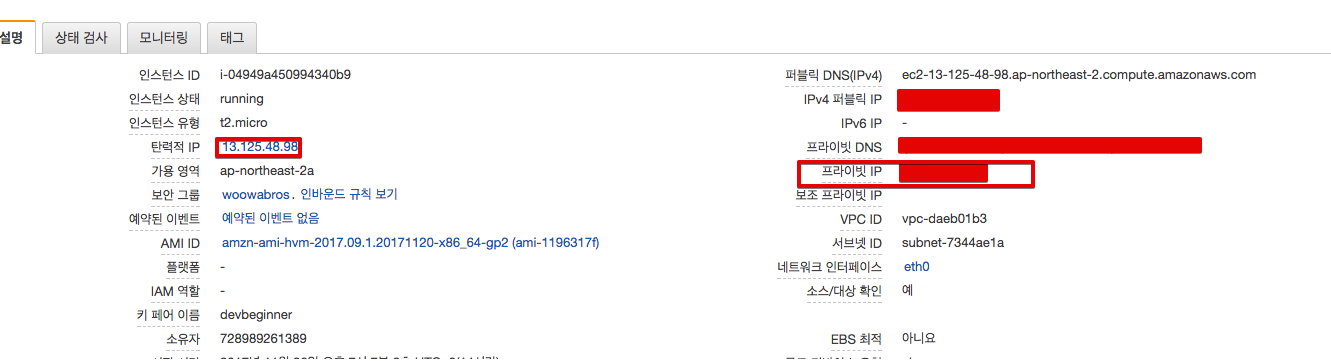 설명 상태 검사 모니터링 태그
인스턴스 ID i-04949a450994340b9
인스턴스 상태 running
인스턴스 유형 t2.micro
탄력적 IP 13.125.48.98
가용 영역 ap-northeast-2a
보안 그룹 woowabros. 인바운드 규칙 보기
예약된 이벤트 예약된 이벤트 없음
AMI ID amzn-ami-hvm-2017.09.1.20171120-x86_64-gp2 (ami-1196317f)
플랫폼 -
IAM 역할 -
키 페어 이름 devbeginner
소유자 728989261389
퍼블릭 DNS(IPv4) ec2-13-125-48-98.ap-northeast-2.compute.amazonaws.com
IPv4 퍼블릭 IP
IPv6 IP -
프라이빗 DNS
프라이빗 IP
보조 프라이빗 IP
VPC ID vpc-daeb01b3
서브넷 ID subnet-7344ae1a
네트워크 인터페이스 eth0
소스/대상 확인 예
EBS 최적 아니요